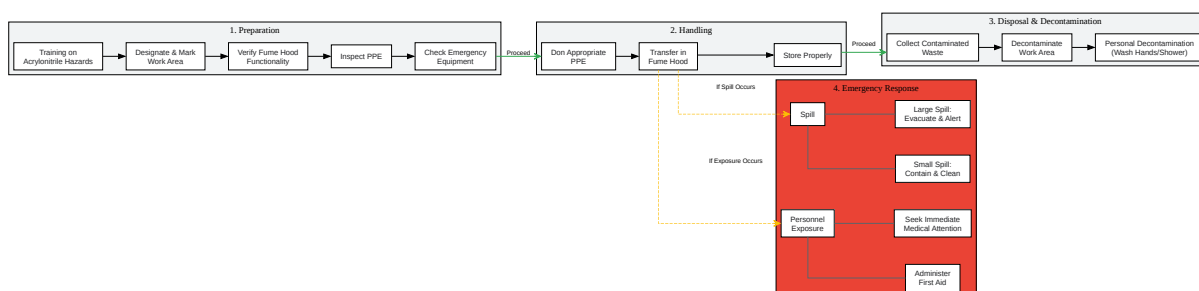 1. Preparation
Training on
Acrylonitrile Hazards
Designate & Mark
Work Area
Verify Fume Hood
Functionality
Inspect PPE
Check Emergency
Equipment
Proceed
2. Handling
Don Appropriate
PPE
Transfer in
Fume Hood
Store Properly
Proceed
3. Disposal & Decontamination
Collect Contaminated
Waste
Decontaminate
Work Area
Personal Decontamination
(Wash Hands/Shower)
If Spill Occurs
If Exposure Occurs
4. Emergency Response
Spill
Large Spill:
Evacuate & Alert
Small Spill:
Contain & Clean
Personnel
Exposure
Seek Immediate
Medical Attention
Administer
First Aid